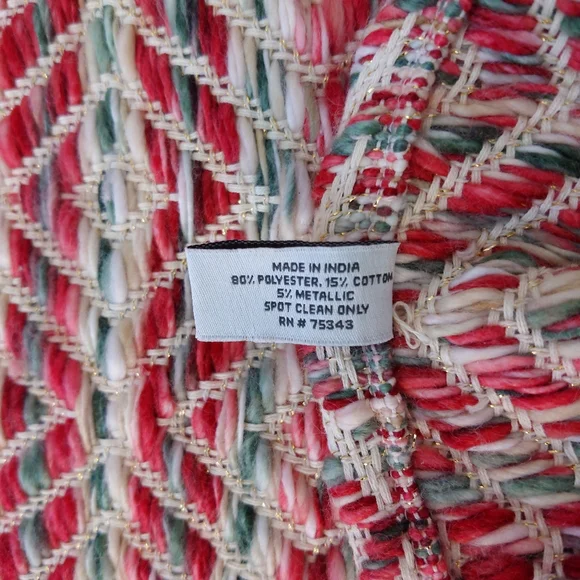 MADE IN INDIA
80% POLYESTER, 15% COTTON,
5% METALLIC
SPOT CLEAN ONLY
RN # 75343